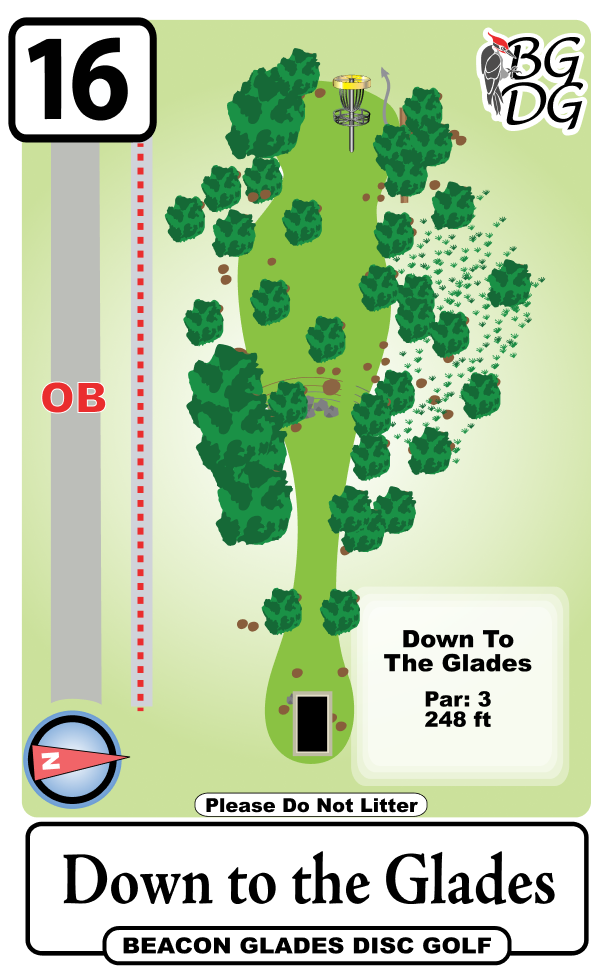 16
BG
DG
OB
Down To
The Glades
Par: 3
248 ft
N
Please Do Not Litter
Down to the Glades
BEACON GLADES DISC GOLF